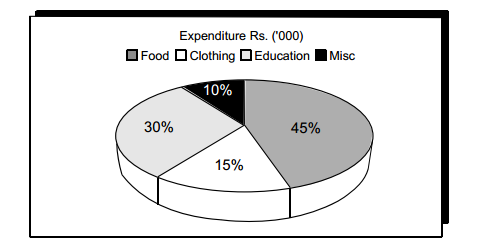 Expenditure Rs. ('000)
Food Clothing Education Misc
10%
30%
45%
15%